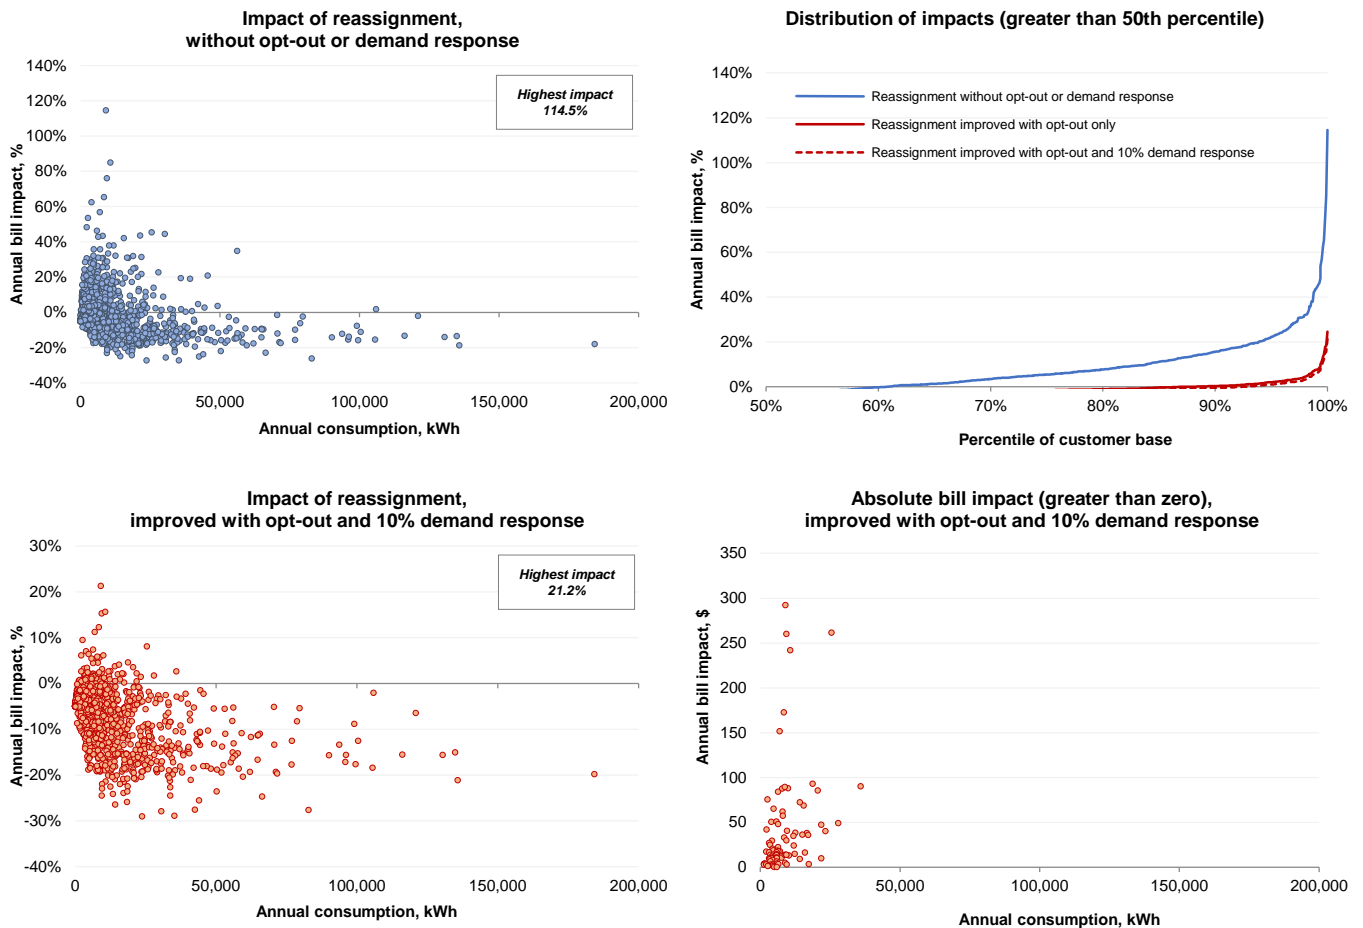 Impact of reassignment,
without opt-out or demand response
140%
120%
100%
80%
60%
40%
20%
0%
-20%
-40%
Annual bill impact, %
Highest impact
114.5%
0
50,000
100,000
150,000
200,000
Annual consumption, kWh
Distribution of impacts (greater than 50th percentile)
140%
120%
100%
80%
60%
40%
20%
0%
Annual bill impact, %
Reassignment without opt-out or demand response
Reassignment improved with opt-out only
Reassignment improved with opt-out and 10% demand response
50%
60%
70%
80%
90%
100%
Percentile of customer base
Impact of reassignment,
improved with opt-out and 10% demand response
30%
20%
10%
0%
-10%
-20%
-30%
-40%
Annual bill impact, %
Highest impact
21.2%
0
50,000
100,000
150,000
200,000
Annual consumption, kWh
Absolute bill impact (greater than zero),
improved with opt-out and 10% demand response
350
300
250
200
150
100
50
0
Annual bill impact, $
0
50,000
100,000
150,000
200,000
Annual consumption, kWh